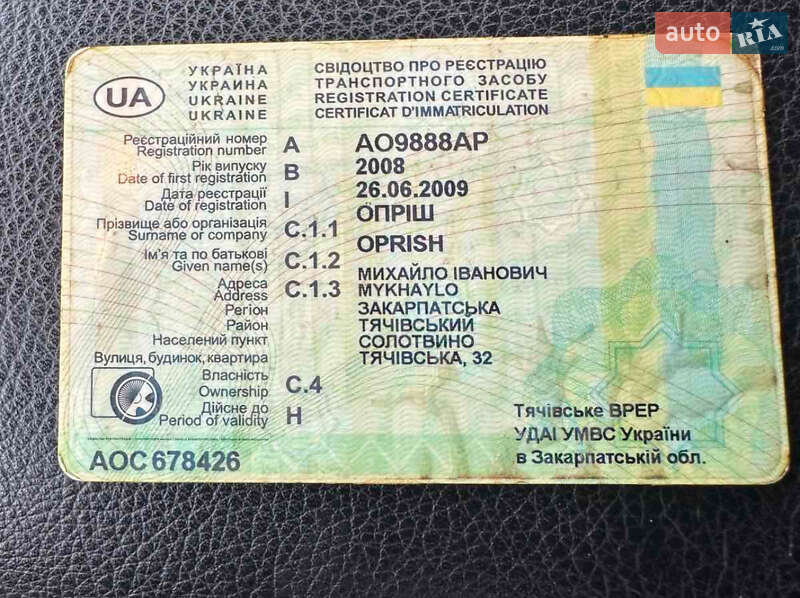 auto RIA.com
УКРАЇНА
УКРАИНА
UKRAINE
UKRAINE
UA
СВІДОЦТВО ПРО РЕЄСТРАЦІЮ
ТРАНСПОРТНОГО ЗАСОБУ
REGISTRATION CERTIFICATE
CERTIFICAT D'IMMATRICULATION
Реєстраційний номер
Registration number A AO9888AP
Рік випуску
Date of first registration B 2008
Дата реєстрації
Date of registration I 26.06.2009
Прізвище або організація
Surname or company C.1.1 ОПРІШ
OPRISH
Ім'я та по батькові
Given name(s) C.1.2 МИХАЙЛО ІВАНОВИЧ
MYKHAYLO
Адреса
Address C.1.3
Регіон ЗАКАРПАТСЬКА
Район ТЯЧІВСЬКИЙ
Населений пункт СОЛОТВИНО
Вулиця, будинок, квартира ТЯЧІВСЬКА, 32
Власність
Ownership C.4
Дійсне до
Period of validity H
Тячівське ВРЕР
УДАІ УМВС України
в Закарпатській обл.
АОС 678426